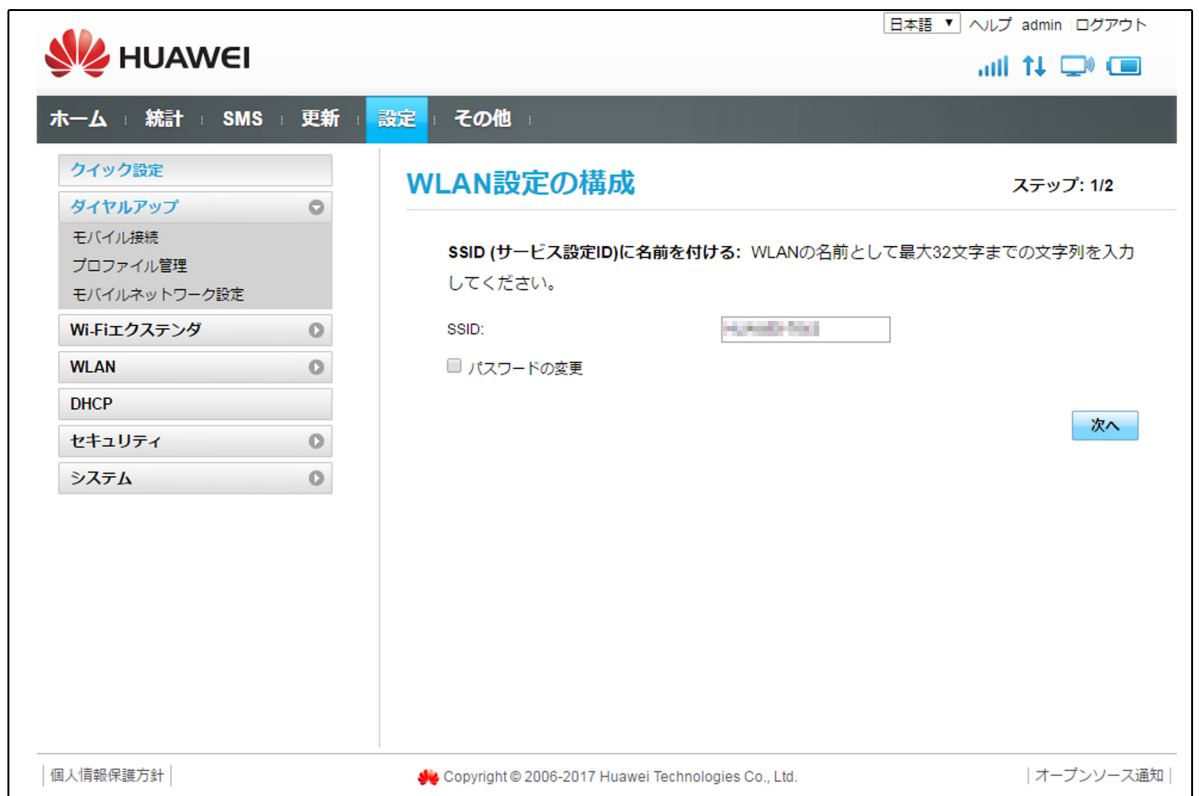 日本語 ヘルプ admin ログアウト
HUAWEI
ホーム 統計 SMS 更新 設定 その他
クイック設定
ダイヤルアップ
モバイル接続
プロファイル管理
モバイルネットワーク設定
Wi-Fiエクステンダ
WLAN
DHCP
セキュリティ
システム
WLAN設定の構成
ステップ: 1/2
SSID (サービス設定ID)に名前を付ける: WLANの名前として最大32文字までの文字列を入力
してください。
SSID:
パスワードの変更
次へ
個人情報保護方針
Copyright © 2006-2017 Huawei Technologies Co., Ltd.
オープンソース通知